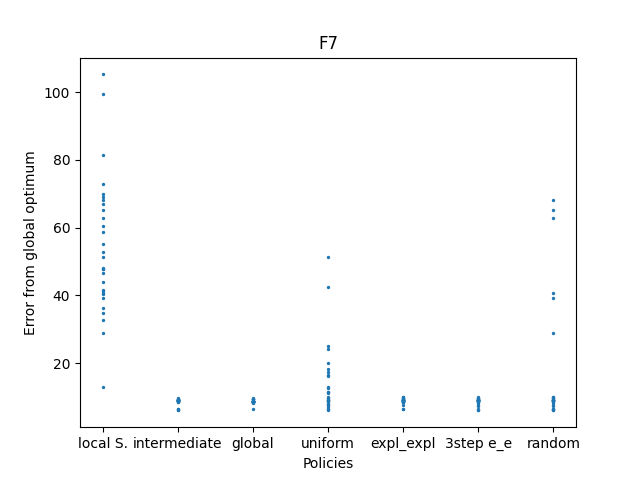 F7
Error from global optimum
100
80
60
40
20
local S. intermediate global uniform expl_expl 3step e_e random
Policies